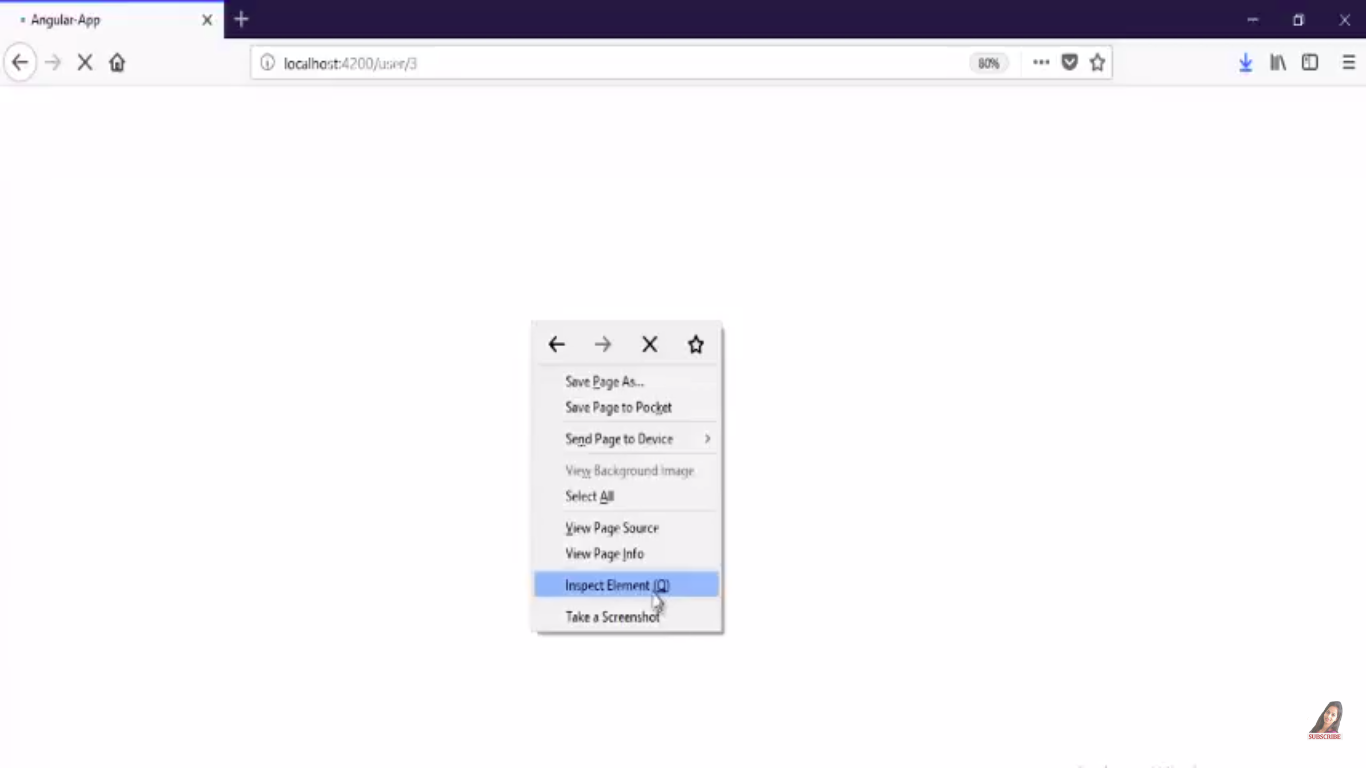 Angular-App
localhost:4200/user/3
80%
Save Page As...
Save Page to Pocket
Send Page to Device
View Background Image
Select All
View Page Source
View Page Info
Inspect Element (Q)
Take a Screenshot
SUBSCRIBE